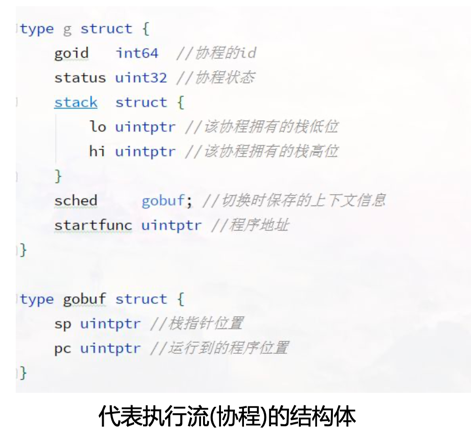 type g struct {
goid int64 //协程的id
status uint32 //协程状态
stack struct {
lo uintptr //该协程拥有的栈低位
hi uintptr //该协程拥有的栈高位
}
sched gobuf; //切换时保存的上下文信息
startfunc uintptr //程序地址
}
type gobuf struct {
sp uintptr //栈指针位置
pc uintptr //运行到的程序位置
}
代表执行流(协程)的结构体